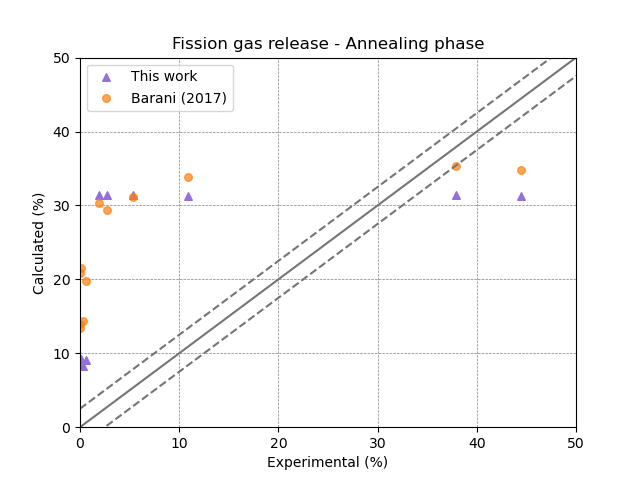 Fission gas release - Annealing phase
This work
Barani (2017)
Calculated (%)
50
40
30
20
10
0
0 10 20 30 40 50
Experimental (%)